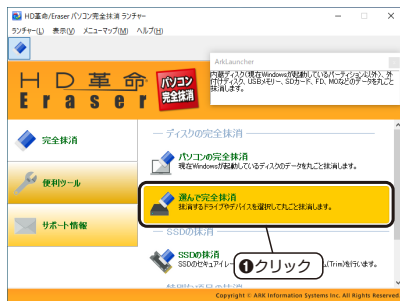 HD革命/Eraser パソコン完全抹消 ランチャー
ランチャー(L) 表示(V) メニューマップ(M) ヘルプ(H)
ArkLauncher
内蔵ディスク(現在Windowsが起動しているパーティション以外)、外付けディスク、USBメモリー、SDカード、FD、MOなどのデータを丸ごと抹消します。
HD革命
Eraser
パソコン
完全抹消
完全抹消
便利ツール
サポート情報
ディスクの完全抹消
パソコンの完全抹消
現在Windowsが起動しているディスクのデータを丸ごと抹消します。
選んで完全抹消
抹消するドライブやデバイスを選択して丸ごと抹消します。
SSDの抹消
SSDの抹消
SSDのセキュアイレー
(Trim)を行います。
❶クリック
Copyright © ARK Information Systems Inc. All Rights Reserved.